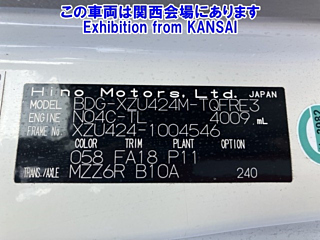 この車両は関西会場にあります
Exhibition from KANSAI
Hino Motors, Ltd. JAPAN
MODEL BDG-XZU424M-TQFRE3
ENGINE N04C-TL 4009 mL
FRAME No. XZU424-1004546
COLOR TRIM PLANT
058 FA18 P11
TRANS/AXLE MZZ6R B10A
240